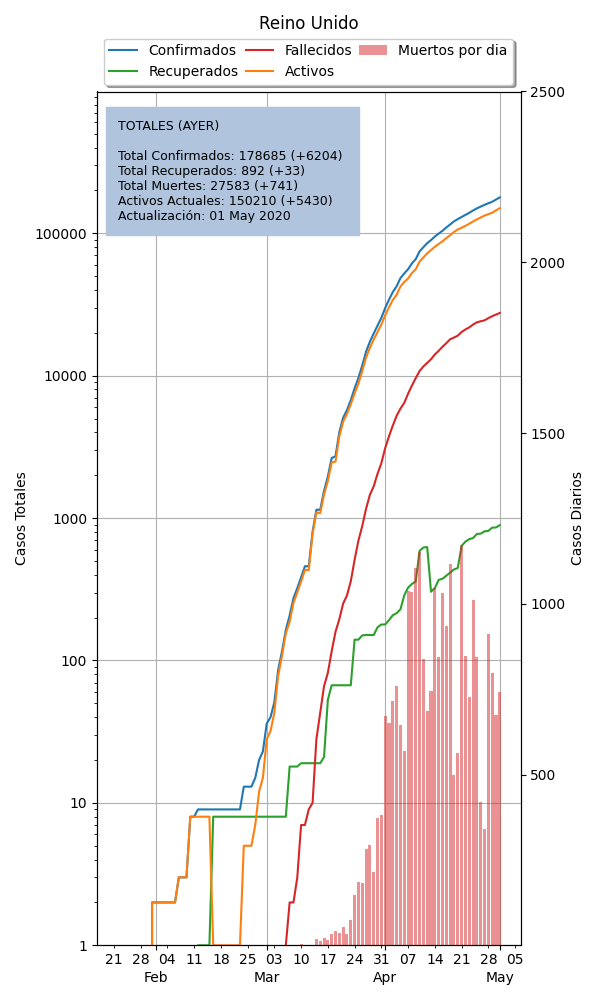 Reino Unido
Confirmados Fallecidos Muertos por dia
Recuperados Activos
TOTALES (AYER)
Total Confirmados: 178685 (+6204)
Total Recuperados: 892 (+33)
Total Muertes: 27583 (+741)
Activos Actuales: 150210 (+5430)
Actualización: 01 May 2020
100000
10000
1000
100
10
1
Casos Totales
2500
2000
1500
1000
500
Casos Diarios
21 28 04 11 18 25 03 10 17 24 31 07 14 21 28 05
Feb Mar Apr May